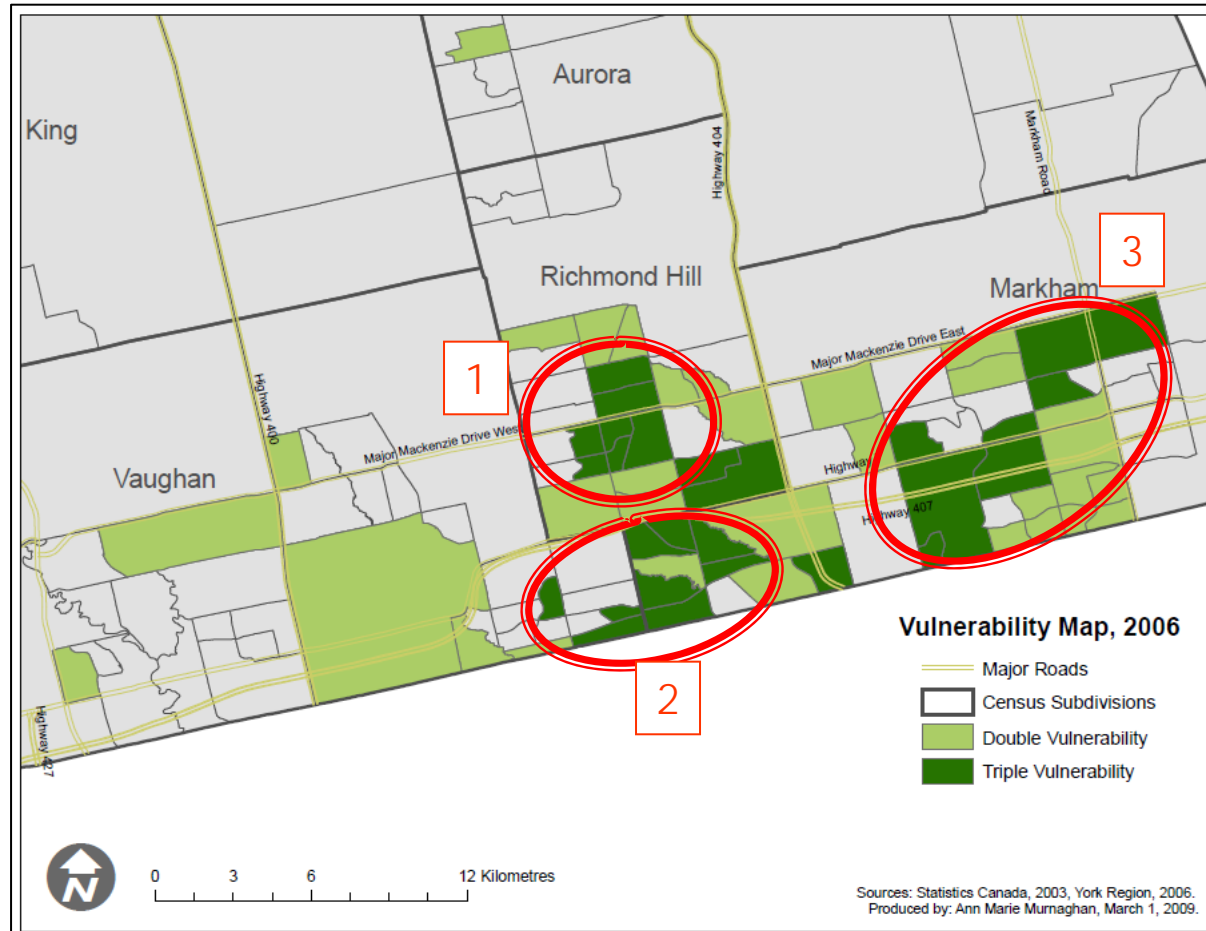 Aurora
King
Highway 404
Markham Road
3
Richmond Hill
Markham
Major Mackenzie Drive East
1
Highway 400
Major Mackenzie Drive West
Vaughan
Highway
Highway 407
Vulnerability Map, 2006
Major Roads
2
Census Subdivisions
Highway 427
Double Vulnerability
Triple Vulnerability
N
0 3 6 12 Kilometres
Sources: Statistics Canada, 2003, York Region, 2006.
Produced by: Ann Marie Murnaghan, March 1, 2009.